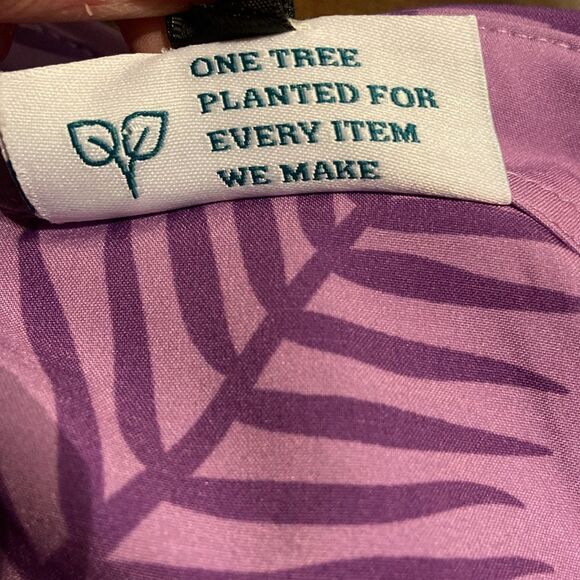 ONE TREE
PLANTED FOR
EVERY ITEM
WE MAKE